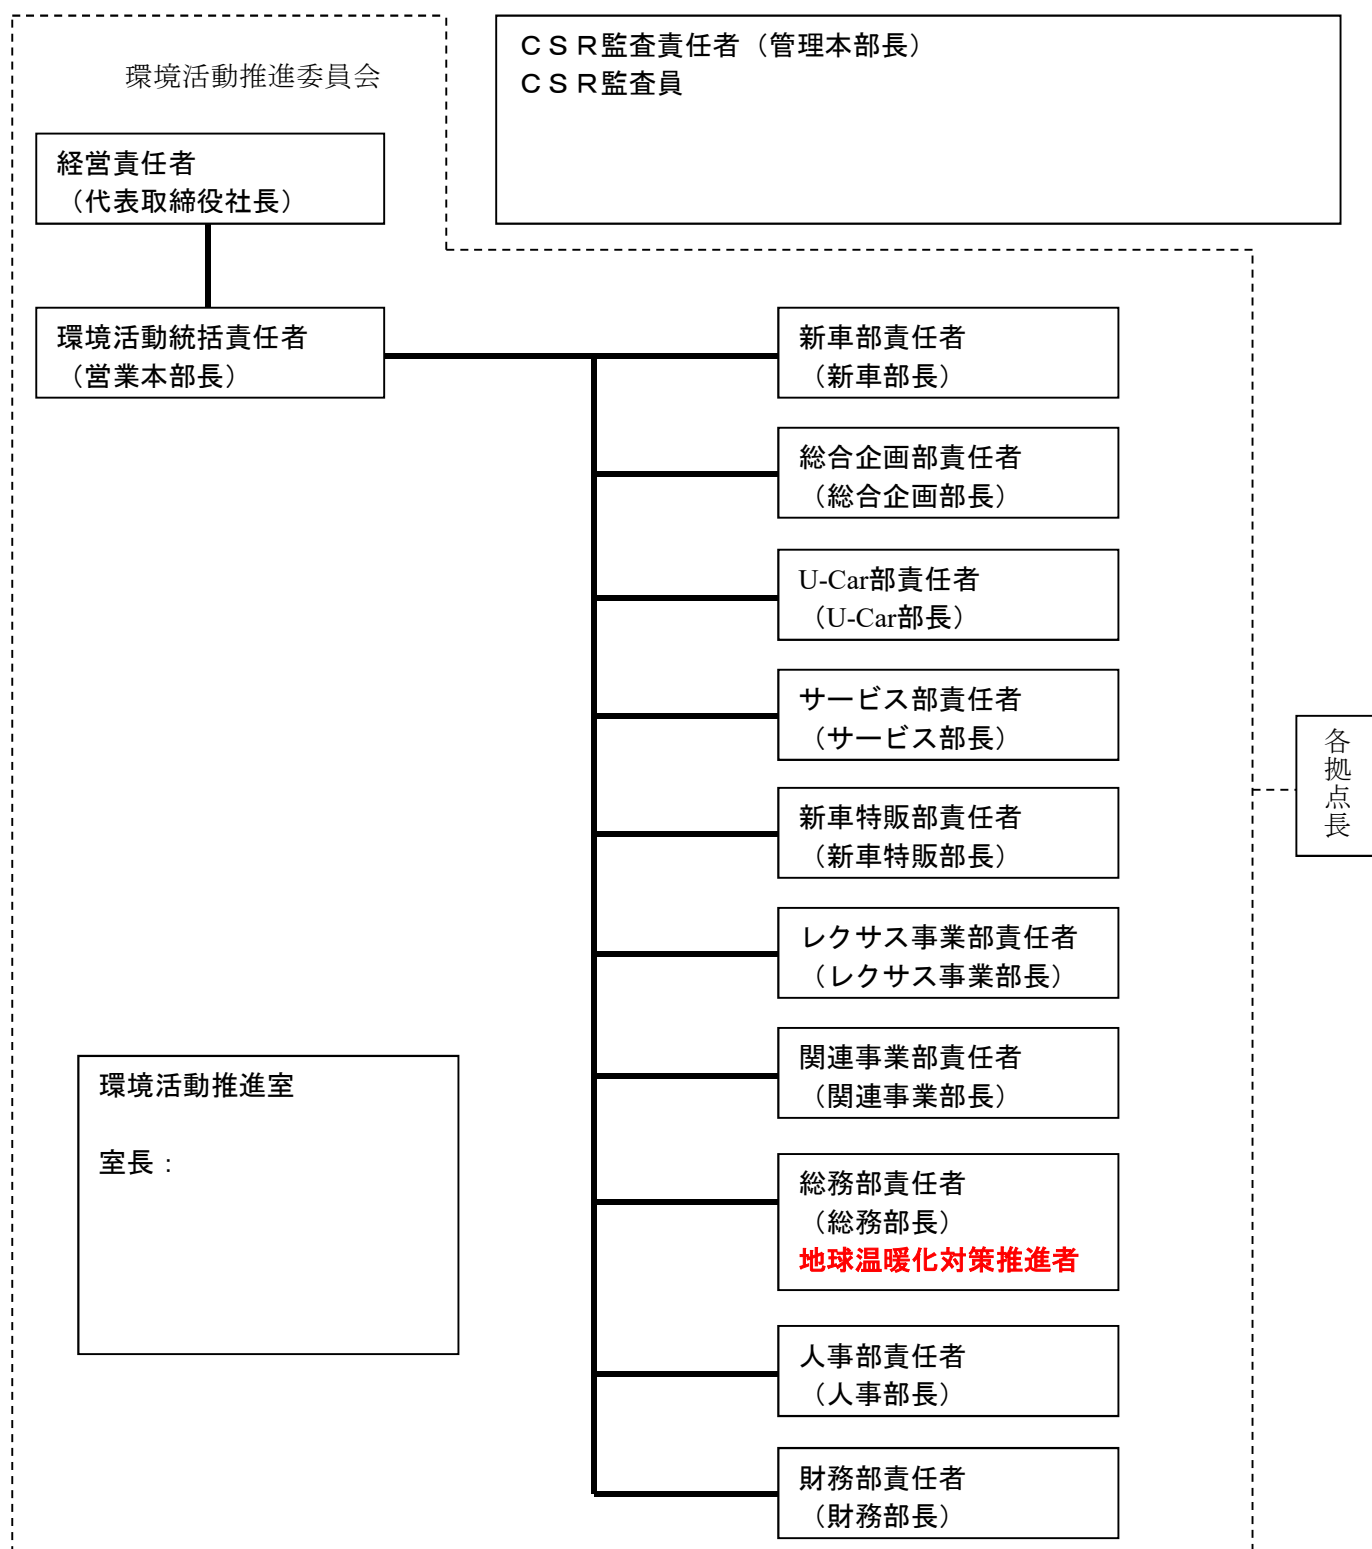 ＣＳＲ監査責任者（管理本部長）
ＣＳＲ監査員
環境活動推進委員会
経営責任者
（代表取締役社長）
環境活動統括責任者
（営業本部長）
新車部責任者
（新車部長）
総合企画部責任者
（総合企画部長）
U-Car部責任者
（U-Car部長）
サービス部責任者
（サービス部長）
各拠点長
新車特販部責任者
（新車特販部長）
レクサス事業部責任者
（レクサス事業部長）
関連事業部責任者
（関連事業部長）
環境活動推進室
室長：
総務部責任者
（総務部長）
地球温暖化対策推進者
人事部責任者
（人事部長）
財務部責任者
（財務部長）